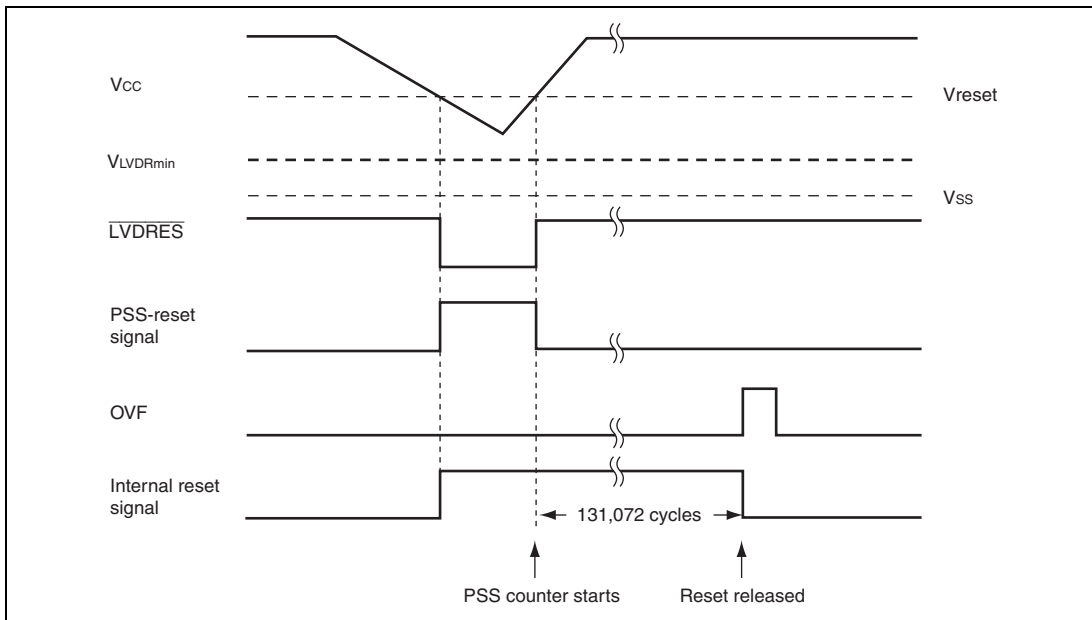 Vcc
Vreset
VLVDRmin
Vss
LVDRES
PSS-reset
signal
OVF
Internal reset
signal
131,072 cycles
PSS counter starts
Reset released